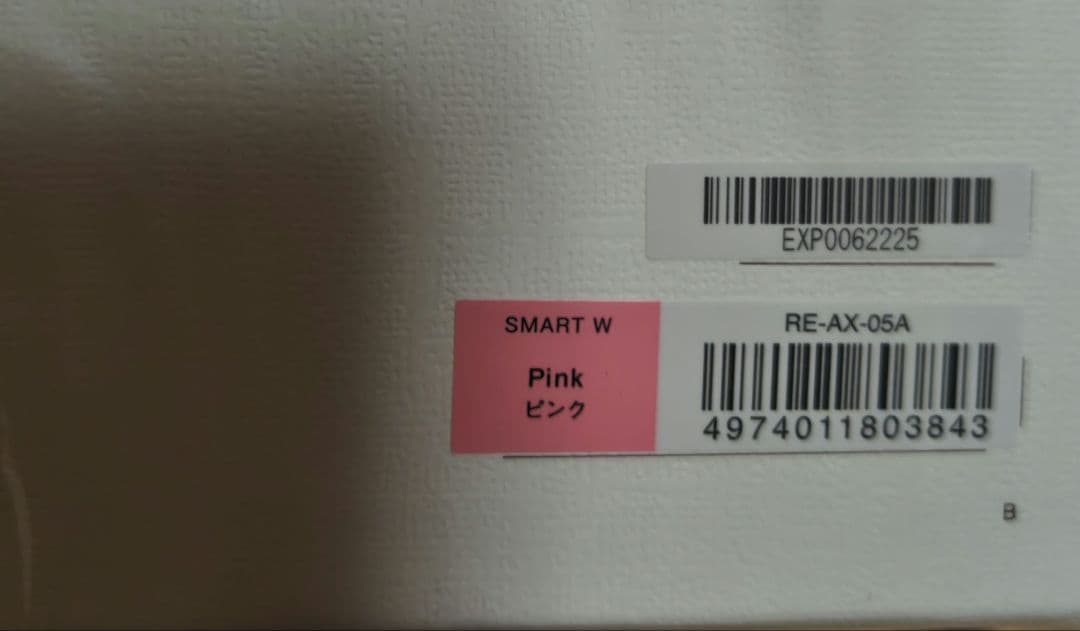 EXP0062225
SMART W
Pink
ピンク
RE-AX-05A
4974011803843
B